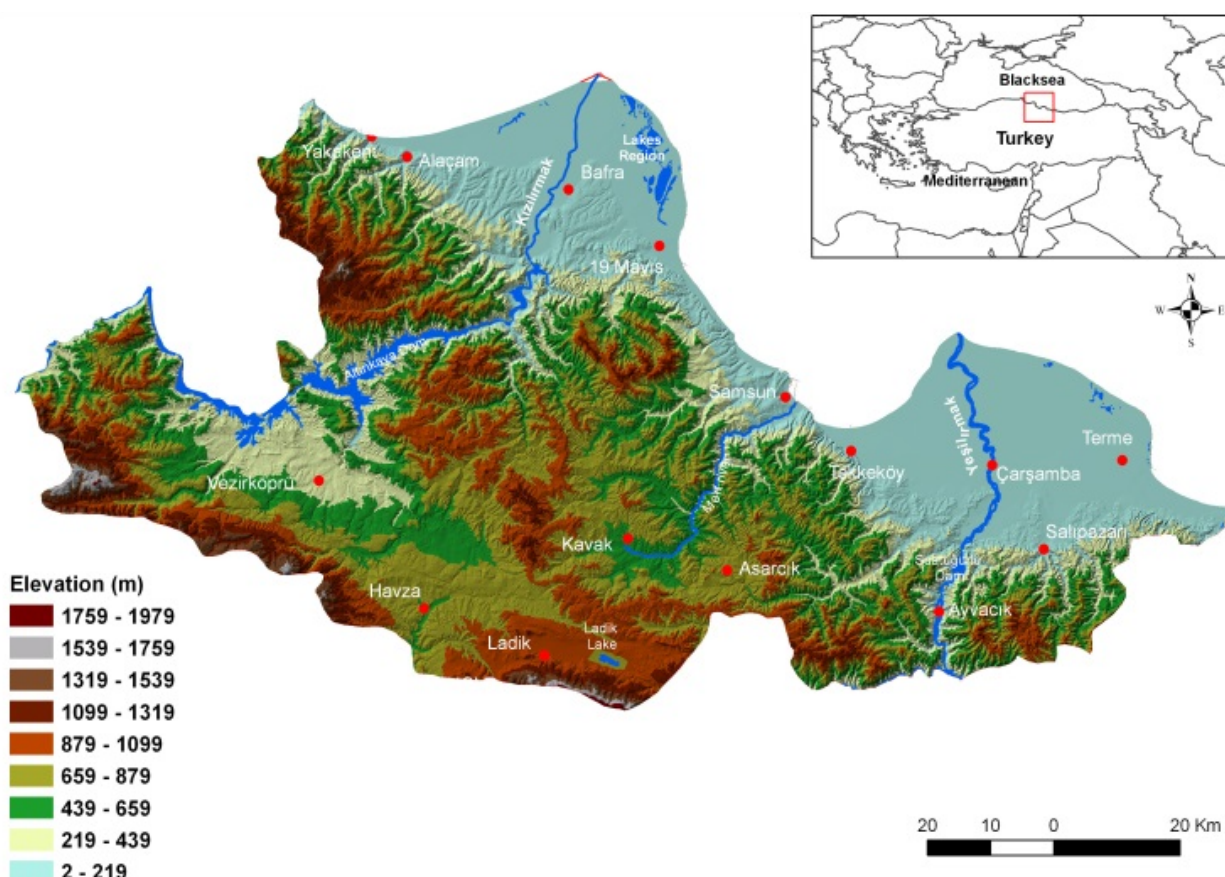 Blacksea
Turkey
Mediterranean
N
W E
S
Yakakent
Alaçam
Lakes
Region
Bafra
Kızılırmak
19 Mayıs
Altınkaya Dam
Samsun
Yeşilırmak
Terme
Tekkeköy
Çarşamba
Vezirköprü
Kavak
Salıpazarı
Asarcık
Dam
Havza
Ayvacık
Ladik
Ladik
Lake
Elevation (m)
1759 - 1979
1539 - 1759
1319 - 1539
1099 - 1319
879 - 1099
659 - 879
439 - 659
219 - 439
2 - 219
20 10 0 20 Km